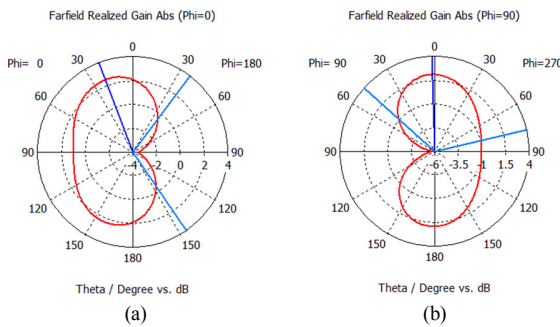 Farfield Realized Gain Abs (Phi=0)
0
30 30
Phi= 0 Phi=180
60 60
90 90
-4 -2 0 2 4
120 120
150 150
180
Theta / Degree vs. dB
(a)
Farfield Realized Gain Abs (Phi=90)
0
30 30
Phi= 90 Phi=270
60 60
90 90
-6 -3.5 -1 1.5 4
120 120
150 150
180
Theta / Degree vs. dB
(b)